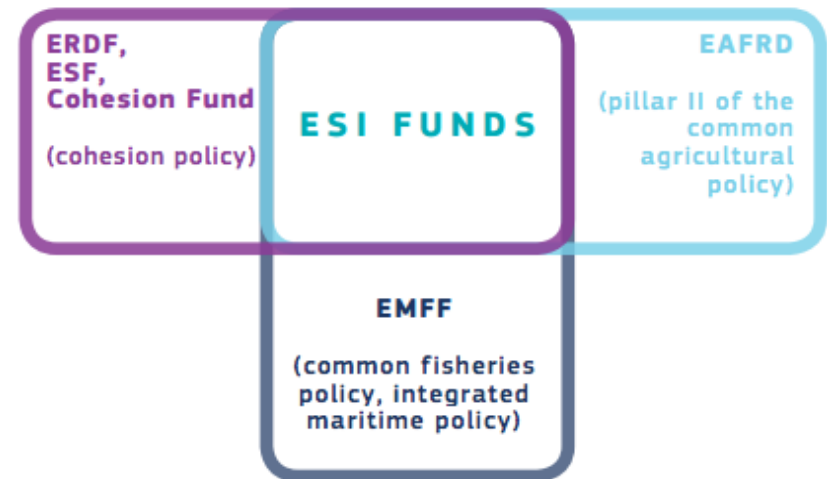 ERDF,
ESF,
Cohesion Fund
(cohesion policy)
ESI FUNDS
EAFRD
(pillar II of the
common
agricultural
policy)
EMFF
(common fisheries
policy, integrated
maritime policy)